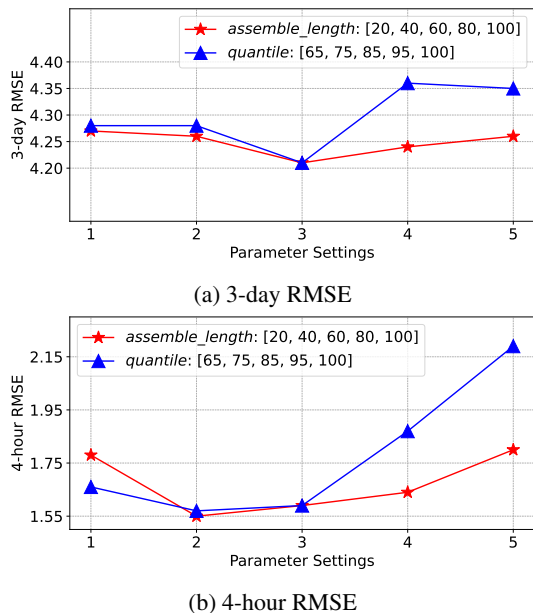 assemble_length: [20, 40, 60, 80, 100]
quantile: [65, 75, 85, 95, 100]
4.40
4.35
4.30
4.25
4.20
3-day RMSE
1 2 3 4 5
Parameter Settings
(a) 3-day RMSE
assemble_length: [20, 40, 60, 80, 100]
quantile: [65, 75, 85, 95, 100]
2.15
1.95
1.75
1.55
4-hour RMSE
1 2 3 4 5
Parameter Settings
(b) 4-hour RMSE